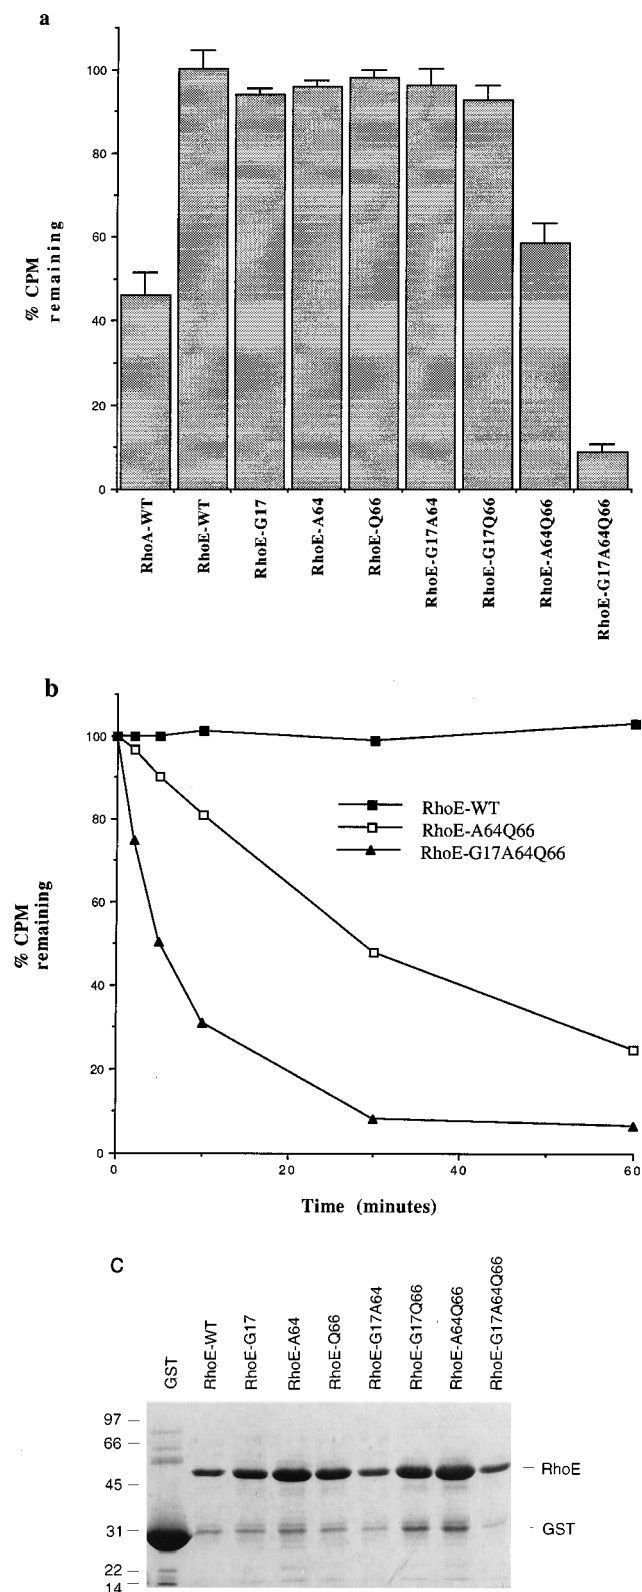 a
% CPM
remaining
100
80
60
40
20
0
RhoA-WT
RhoE-WT
RhoE-G17
RhoE-A64
RhoE-Q66
RhoE-G17A64
RhoE-G17Q66
RhoE-A64Q66
RhoE-G17A64Q66
b
% CPM
remaining
100
80
60
40
20
0
RhoE-WT
RhoE-A64Q66
RhoE-G17A64Q66
0 20 40 60
Time (minutes)
C
GST
RhoE-WT
RhoE-G17
RhoE-A64
RhoE-Q66
RhoE-G17A64
RhoE-G17Q66
RhoE-A64Q66
RhoE-G17A64Q66
97
66
45
31
22
14
RhoE
GST